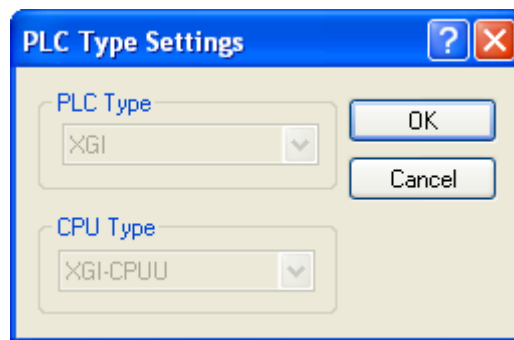 PLC Type Settings
PLC Type
XGI
OK
Cancel
CPU Type
XGI-CPUU